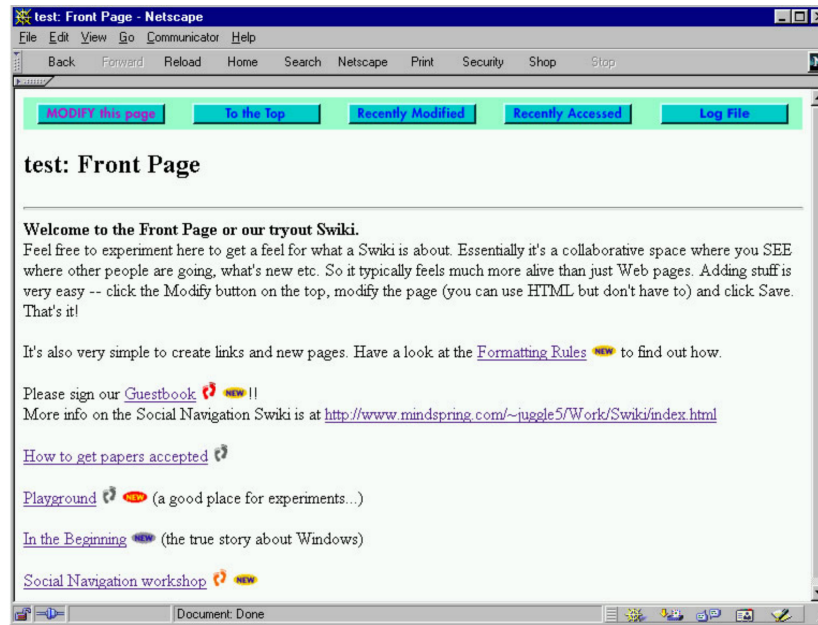 test: Front Page - Netscape
File Edit View Go Communicator Help
Back Forward Reload Home Search Netscape Print Security Shop Stop
MODIFY this page To the Top Recently Modified Recently Accessed Log File
test: Front Page
Welcome to the Front Page or our tryout Swiki.
Feel free to experiment here to get a feel for what a Swiki is about. Essentially it's a collaborative space where you SEE
where other people are going, what's new etc. So it typically feels much more alive than just Web pages. Adding stuff is
very easy -- click the Modify button on the top, modify the page (you can use HTML but don't have to) and click Save.
That's it!
It's also very simple to create links and new pages. Have a look at the Formatting Rules NEW to find out how.
Please sign our Guestbook NEW !!
More info on the Social Navigation Swiki is at http://www.mindspring.com/~juggle5/Work/Swiki/index.html
How to get papers accepted
Playground NEW (a good place for experiments...)
In the Beginning NEW (the true story about Windows)
Social Navigation workshop NEW
Document: Done